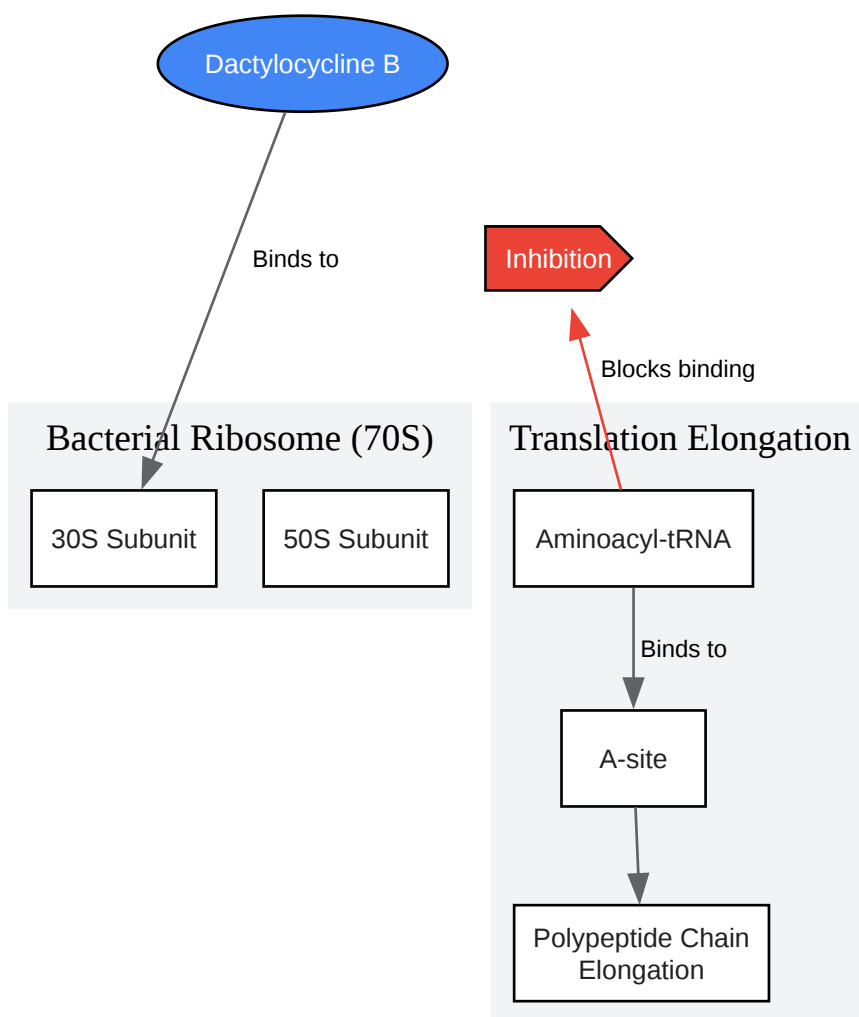 Dactylocycline B
Binds to
Inhibition
Blocks binding
Bacterial Ribosome (70S)
Translation Elongation
30S Subunit
50S Subunit
Aminoacyl-tRNA
Binds to
A-site
Polypeptide Chain
Elongation